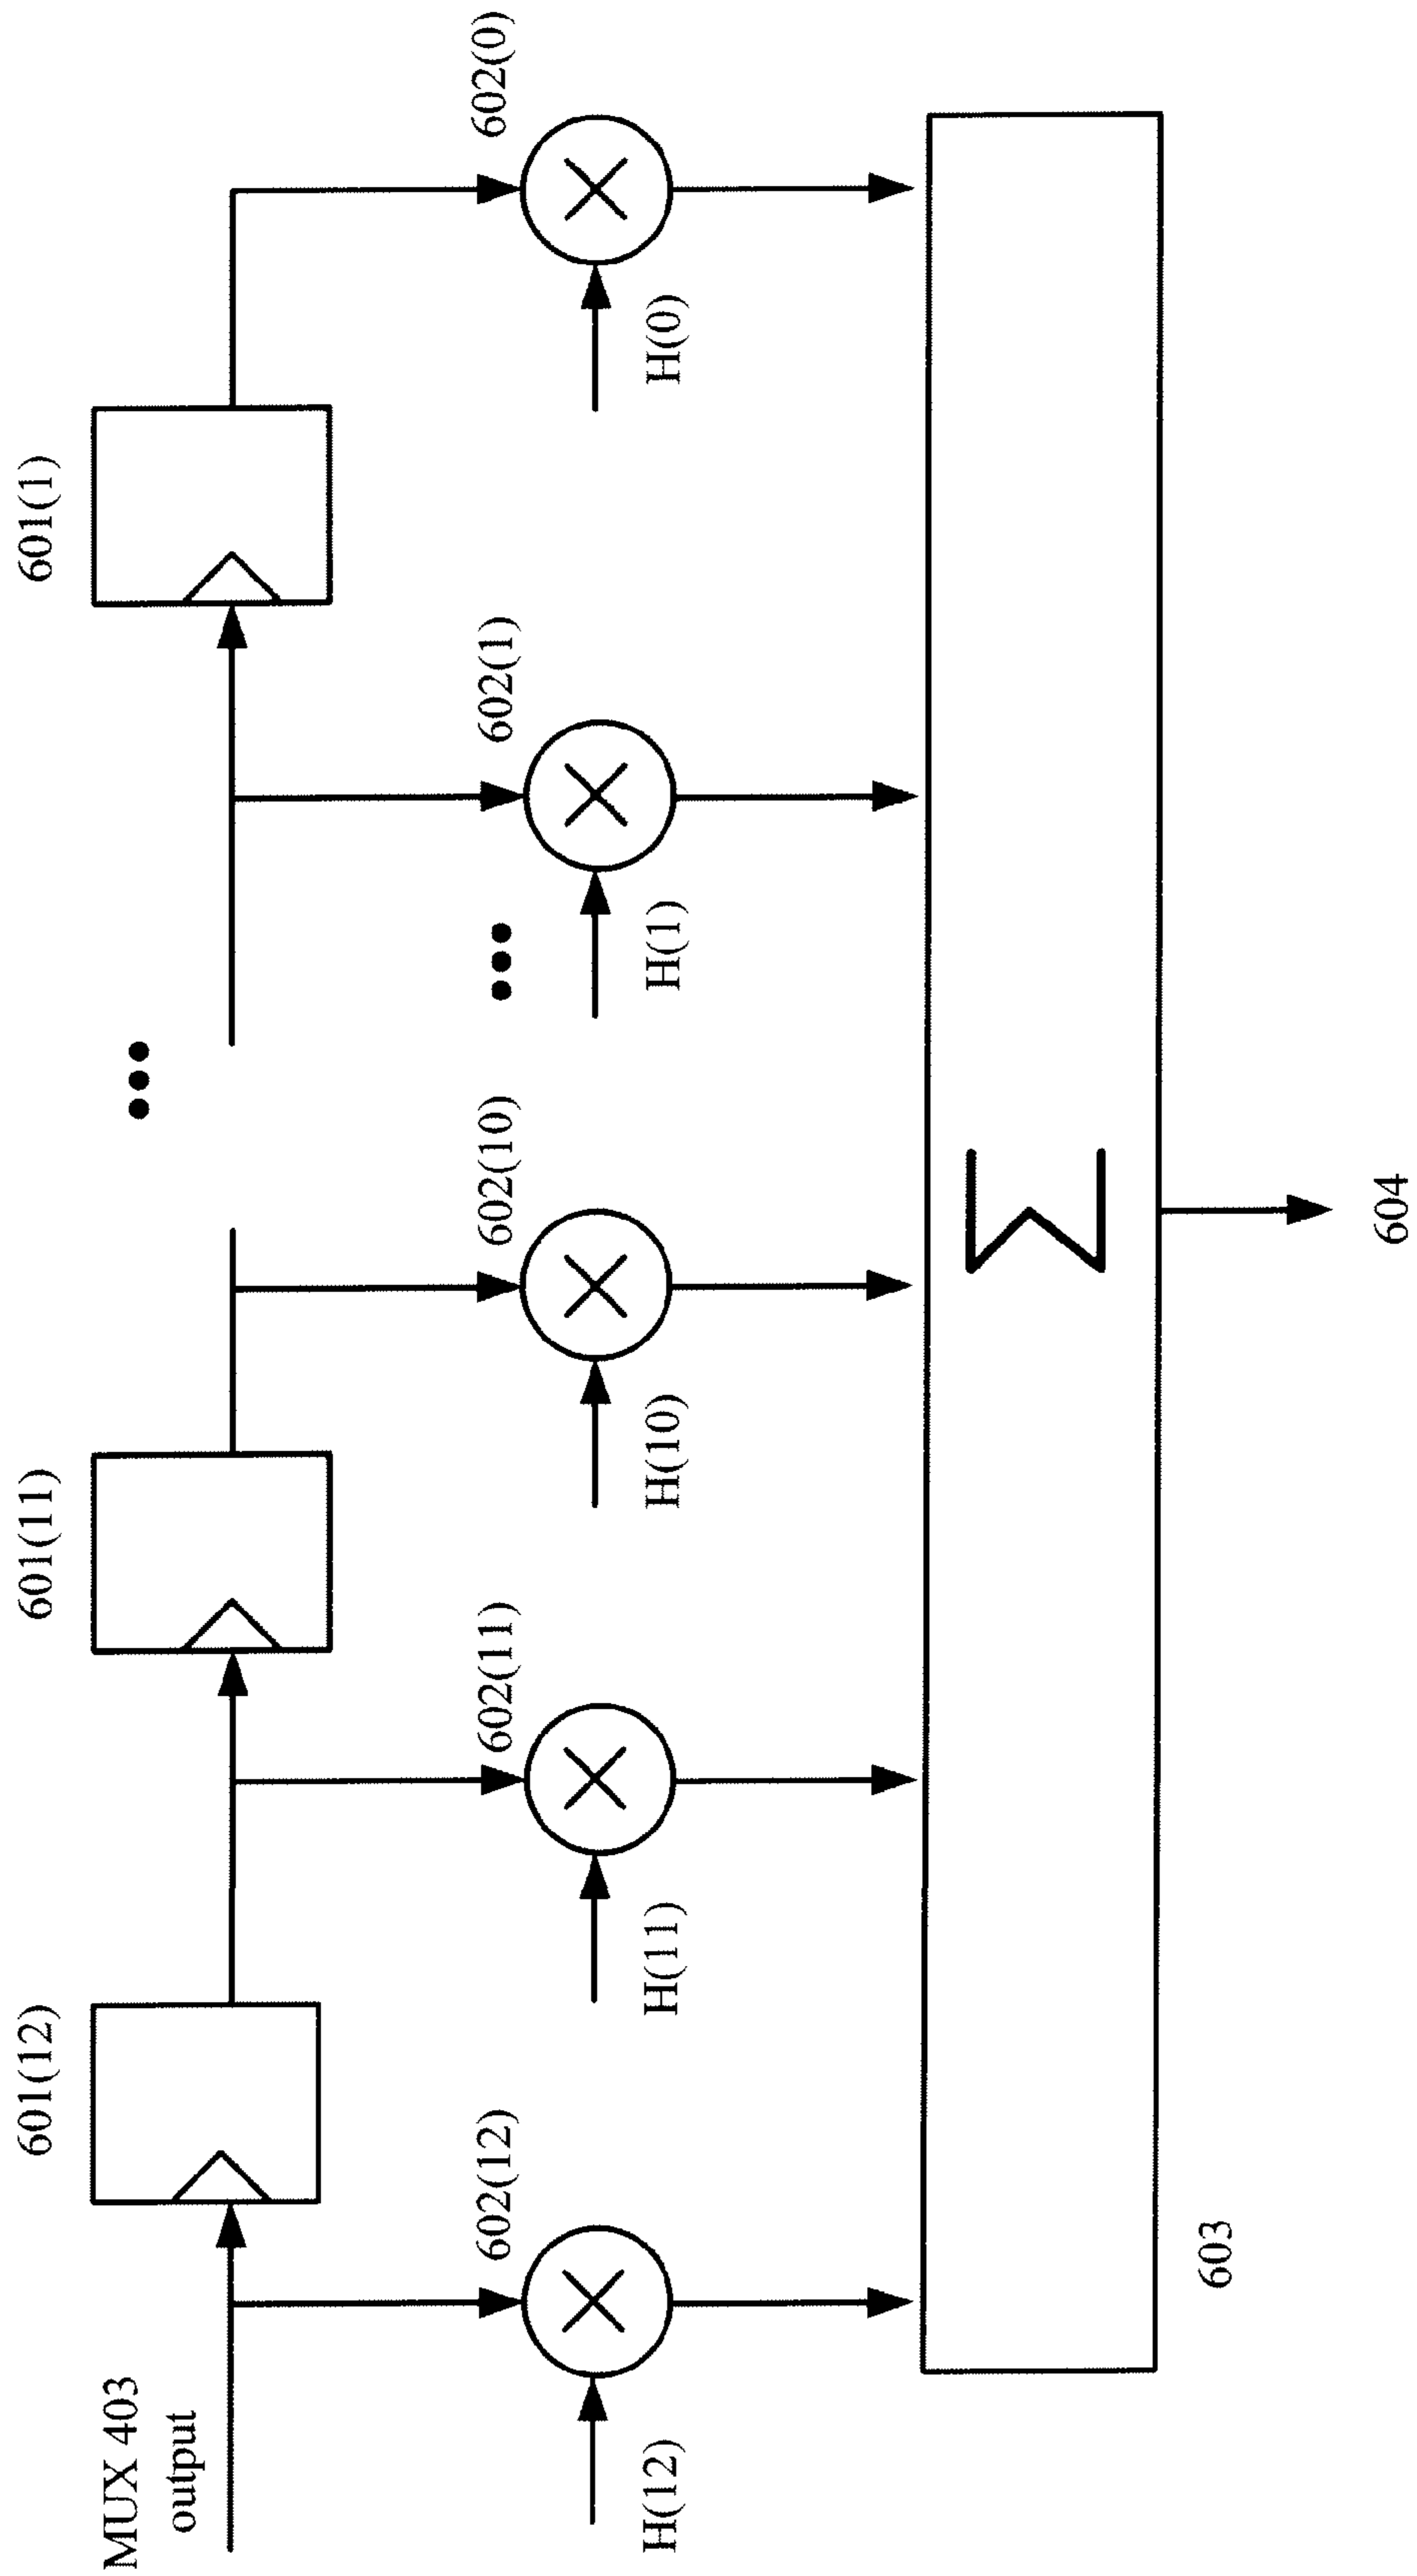 MUX 403
output
601(12)
601(11)
601(1)
602(12)
602(11)
602(10)
602(1)
602(0)
H(12)
H(11)
H(10)
H(1)
H(0)
Σ
603
604